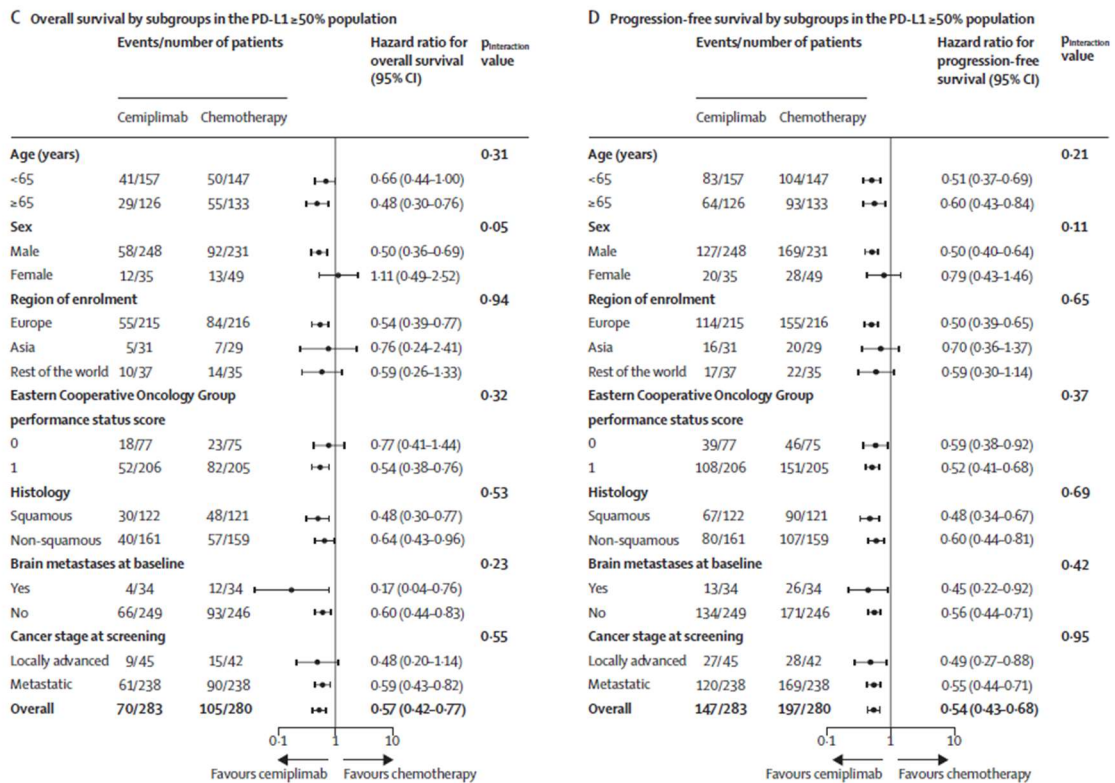 C Overall survival by subgroups in the PD-L1 ≥50% population
Events/number of patients Hazard ratio for overall survival (95% CI) pInteraction value
Cemiplimab Chemotherapy
Age (years) 0·31
<65 41/157 50/147 0·66 (0·44–1·00)
≥65 29/126 55/133 0·48 (0·30–0·76)
Sex 0·05
Male 58/248 92/231 0·50 (0·36–0·69)
Female 12/35 13/49 1·11 (0·49–2·52)
Region of enrolment 0·94
Europe 55/215 84/216 0·54 (0·39–0·77)
Asia 5/31 7/29 0·76 (0·24–2·41)
Rest of the world 10/37 14/35 0·59 (0·26–1·33)
Eastern Cooperative Oncology Group 0·32
performance status score
0 18/77 23/75 0·77 (0·41–1·44)
1 52/206 82/205 0·54 (0·38–0·76)
Histology 0·53
Squamous 30/122 48/121 0·48 (0·30–0·77)
Non-squamous 40/161 57/159 0·64 (0·43–0·96)
Brain metastases at baseline 0·23
Yes 4/34 12/34 0·17 (0·04–0·76)
No 66/249 93/246 0·60 (0·44–0·83)
Cancer stage at screening 0·55
Locally advanced 9/45 15/42 0·48 (0·20–1·14)
Metastatic 61/238 90/238 0·59 (0·43–0·82)
Overall 70/283 105/280 0·57 (0·42–0·77)
0·1 1 10
Favours cemiplimab Favours chemotherapy
D Progression-free survival by subgroups in the PD-L1 ≥50% population
Events/number of patients Hazard ratio for progression-free survival (95% CI) pInteraction value
Cemiplimab Chemotherapy
Age (years) 0·21
<65 83/157 104/147 0·51 (0·37–0·69)
≥65 64/126 93/133 0·60 (0·43–0·84)
Sex 0·11
Male 127/248 169/231 0·50 (0·40–0·64)
Female 20/35 28/49 0·79 (0·43–1·46)
Region of enrolment 0·65
Europe 114/215 155/216 0·50 (0·39–0·65)
Asia 16/31 20/29 0·70 (0·36–1·37)
Rest of the world 17/37 22/35 0·59 (0·30–1·14)
Eastern Cooperative Oncology Group 0·37
performance status score
0 39/77 46/75 0·59 (0·38–0·92)
1 108/206 151/205 0·52 (0·41–0·68)
Histology 0·69
Squamous 67/122 90/121 0·48 (0·34–0·67)
Non-squamous 80/161 107/159 0·60 (0·44–0·81)
Brain metastases at baseline 0·42
Yes 13/34 26/34 0·45 (0·22–0·92)
No 134/249 171/246 0·56 (0·44–0·71)
Cancer stage at screening 0·95
Locally advanced 27/45 28/42 0·49 (0·27–0·88)
Metastatic 120/238 169/238 0·55 (0·44–0·71)
Overall 147/283 197/280 0·54 (0·43–0·68)
0·1 1 10
Favours cemiplimab Favours chemotherapy